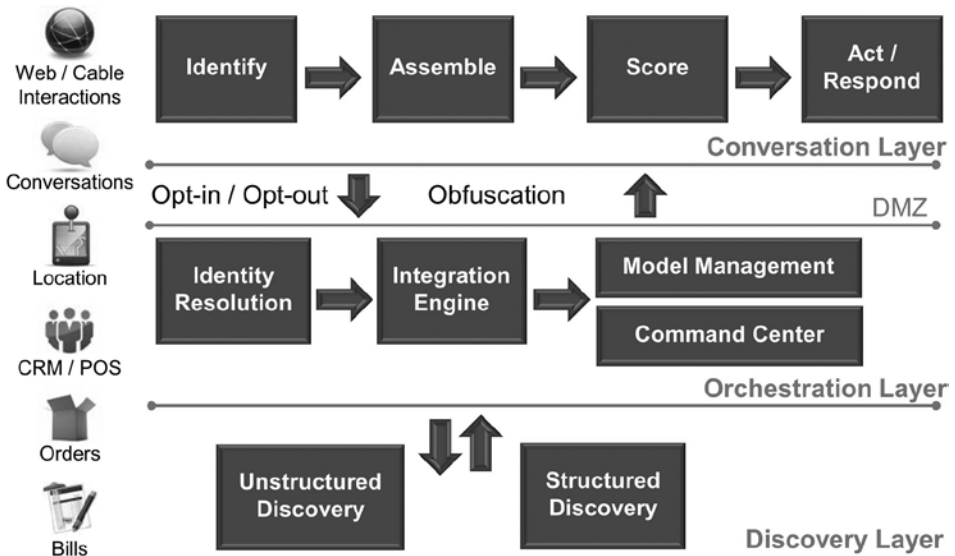 Web / Cable
Interactions
Identify
Assemble
Score
Act /
Respond
Conversation Layer
Conversations
Opt-in / Opt-out
Obfuscation
DMZ
Location
Identity
Resolution
Integration
Engine
Model Management
Command Center
CRM / POS
Orchestration Layer
Orders
Unstructured
Discovery
Structured
Discovery
Bills
Discovery Layer